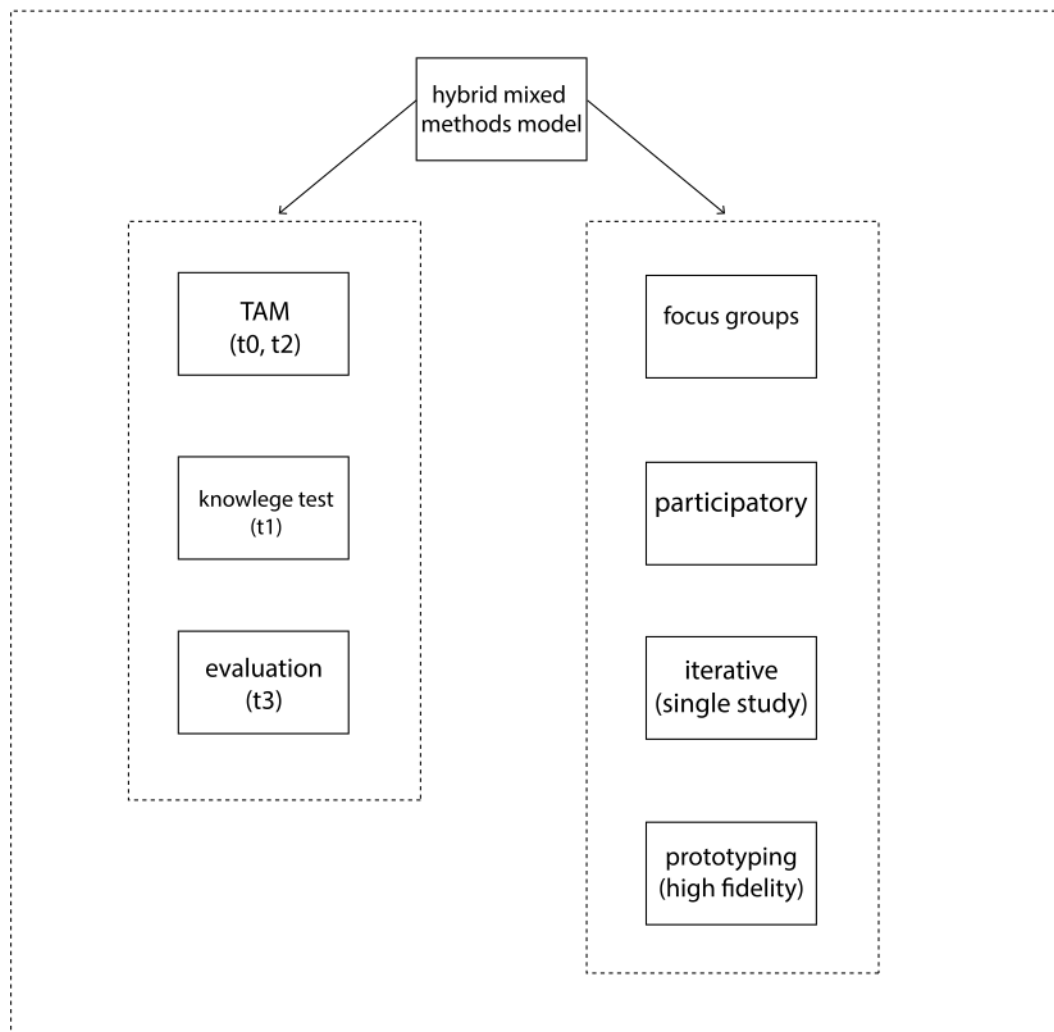 hybrid mixed
methods model
TAM
(t0, t2)
knowlege test
(t1)
evaluation
(t3)
focus groups
participatory
iterative
(single study)
prototyping
(high fidelity)